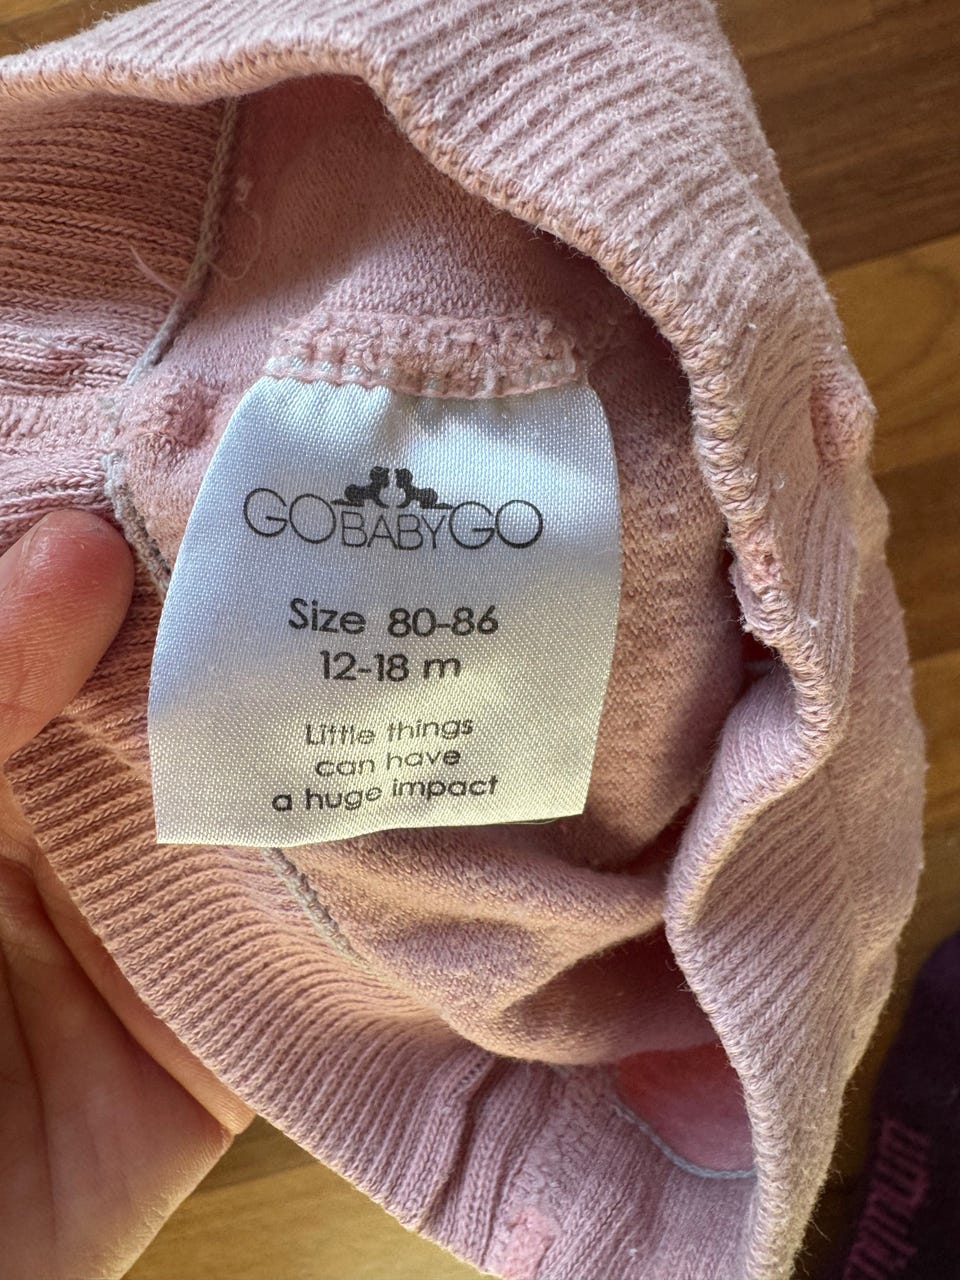 GOBABYGO
Size 80-86
12-18 m
Little things
can have
a huge impact